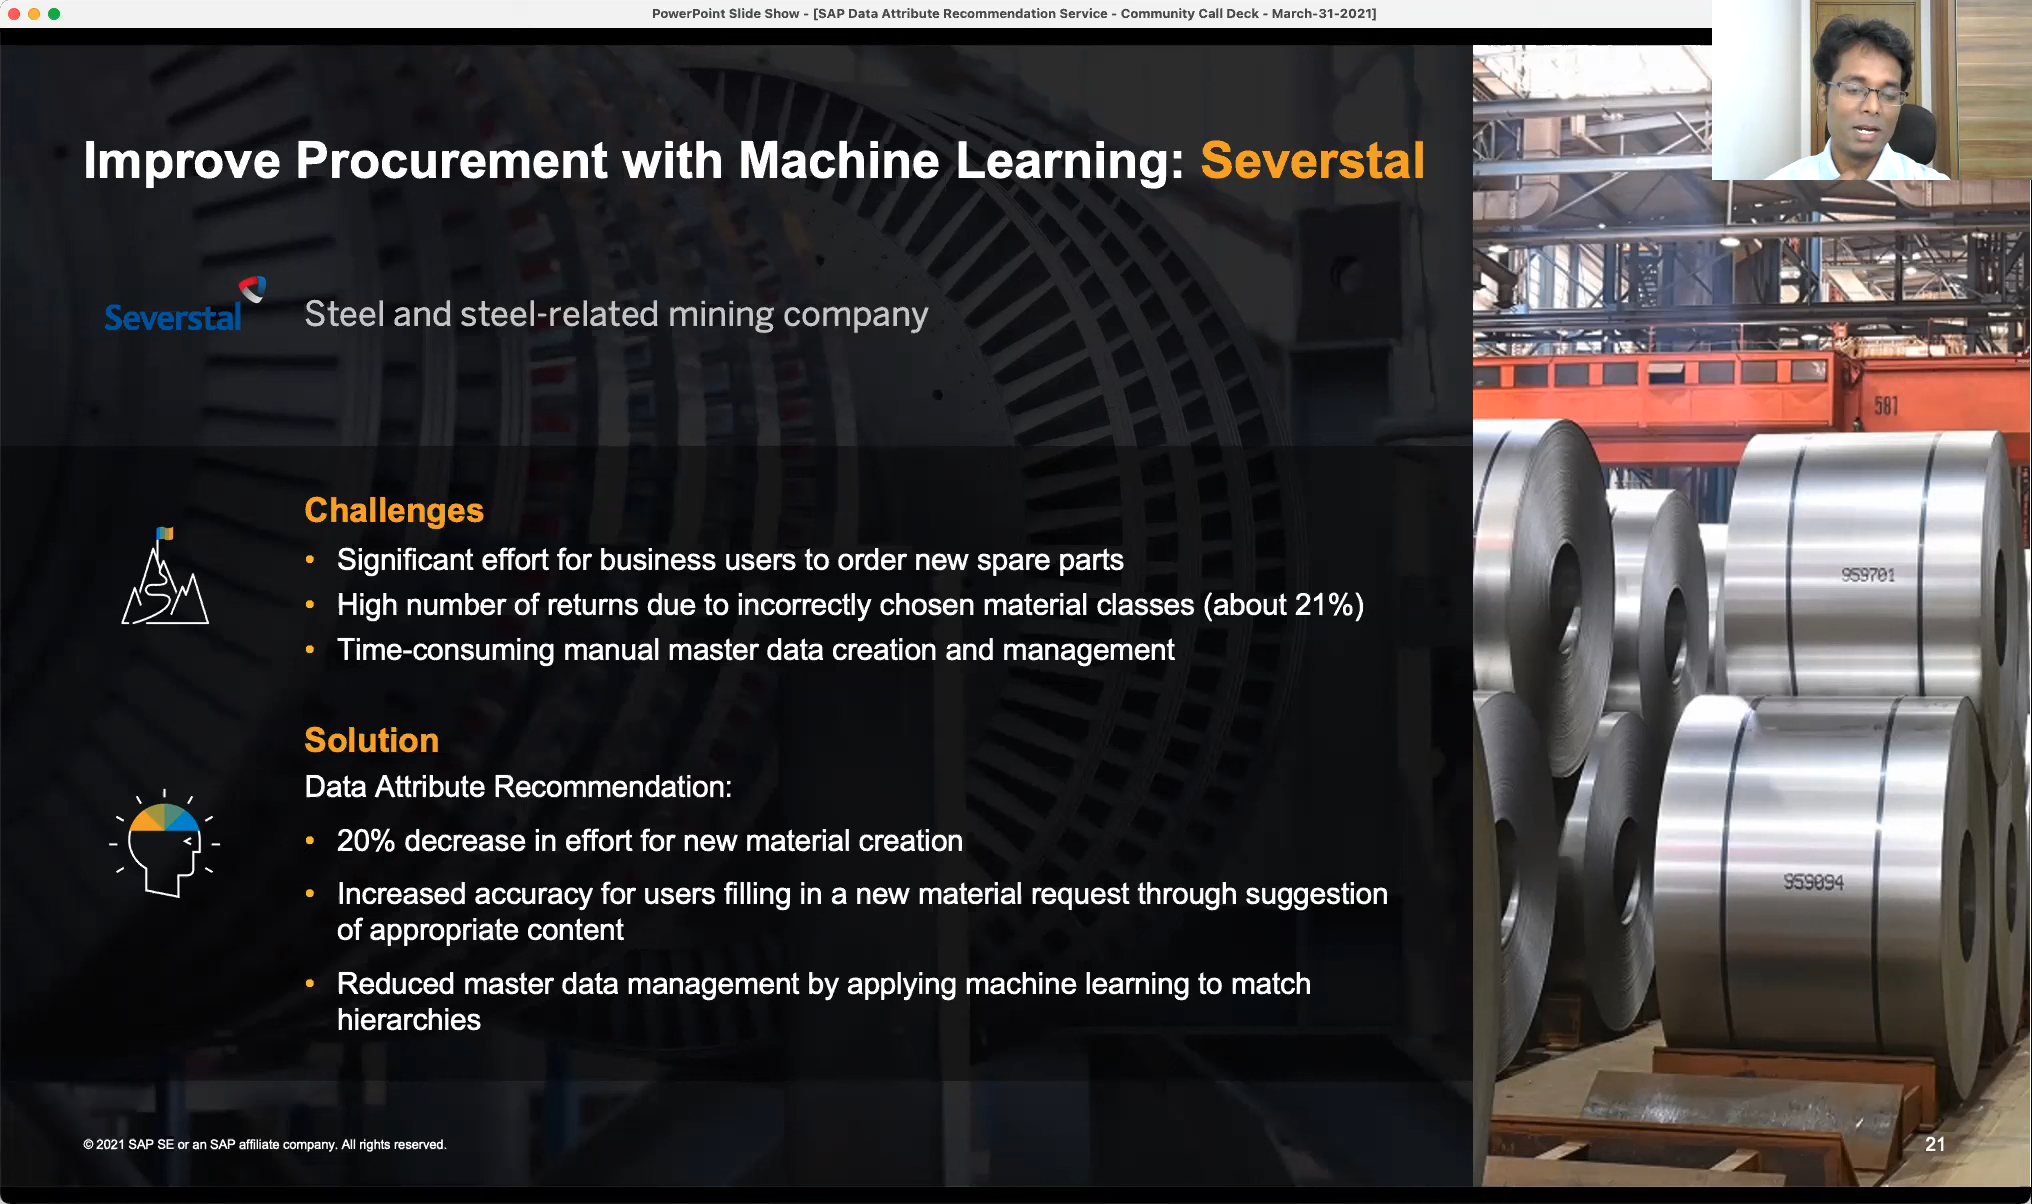 PowerPoint Slide Show - [SAP Data Attribute Recommendation Service - Community Call Deck - March-31-2021]
Improve Procurement with Machine Learning: Severstal
Severstal
Steel and steel-related mining company
581
Challenges
• Significant effort for business users to order new spare parts
• High number of returns due to incorrectly chosen material classes (about 21%)
• Time-consuming manual master data creation and management
959701
Solution
Data Attribute Recommendation:
• 20% decrease in effort for new material creation
• Increased accuracy for users filling in a new material request through suggestion
of appropriate content
959094
• Reduced master data management by applying machine learning to match
hierarchies
© 2021 SAP SE or an SAP affiliate company. All rights reserved.
21